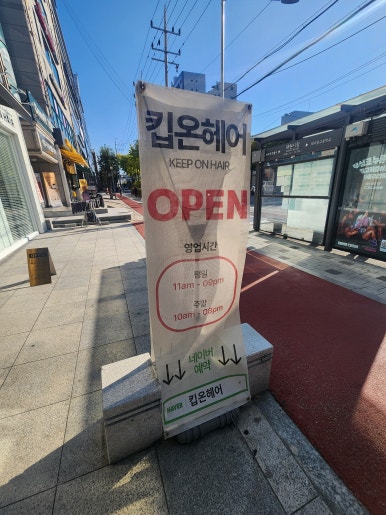 킵온헤어
KEEP ON HAIR
OPEN
영업시간
평일
11am - 09pm
주말
10am - 08pm
네이버
예약
NAVER 킵온헤어